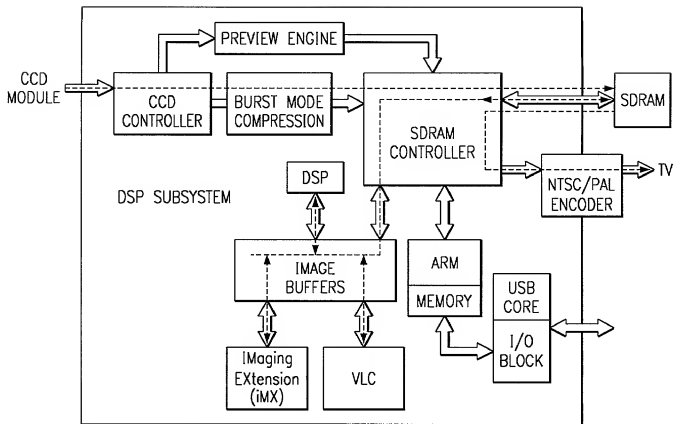 PREVIEW ENGINE
CCD
MODULE
CCD
CONTROLLER
BURST MODE
COMPRESSION
SDRAM
CONTROLLER
SDRAM
NTSC/PAL
ENCODER
TV
DSP SUBSYSTEM
DSP
IMAGE
BUFFERS
ARM
MEMORY
USB
CORE
I/O
BLOCK
IMaging
EXtension
(iMX)
VLC